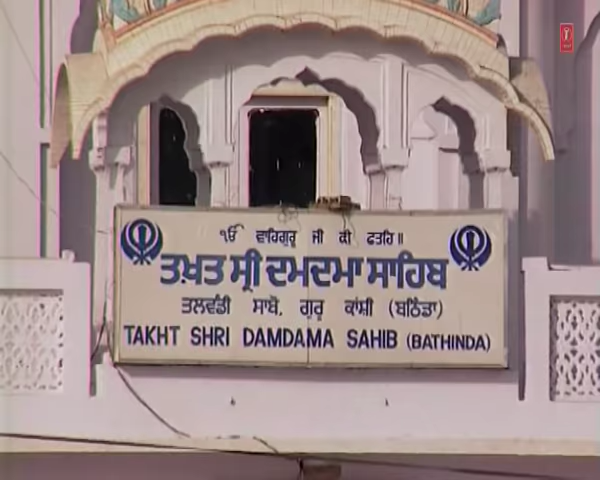 ੴ ਵਾਹਿਗੁਰੂ ਜੀ ਕੀ ਫਤਹਿ॥
ਤਖ਼ਤ ਸ੍ਰੀ ਦਮਦਮਾ ਸਾਹਿਬ
ਤਲਵੰਡੀ ਸਾਬੋ, ਗੁਰੂ ਕਾਂਸ਼ੀ (ਬਠਿੰਡਾ)
TAKHT SHRI DAMDAMA SAHIB (BATHINDA)